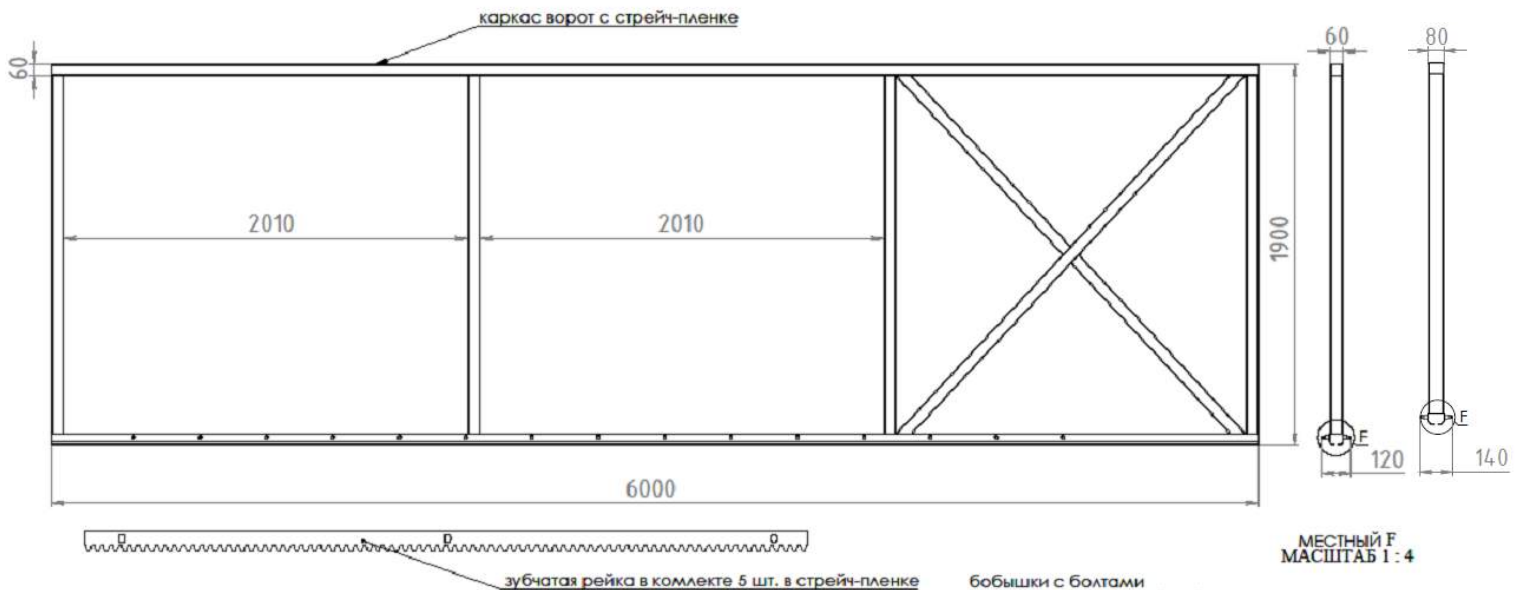 каркас ворот с стрейч-пленке
60
60
80
2010
2010
1900
F
F
120
140
6000
МЕСТНЫЙ F
МАСШТАБ 1 : 4
зубчатая рейка в комлекте 5 шт. в стрейч-пленке
бобышки с болтами